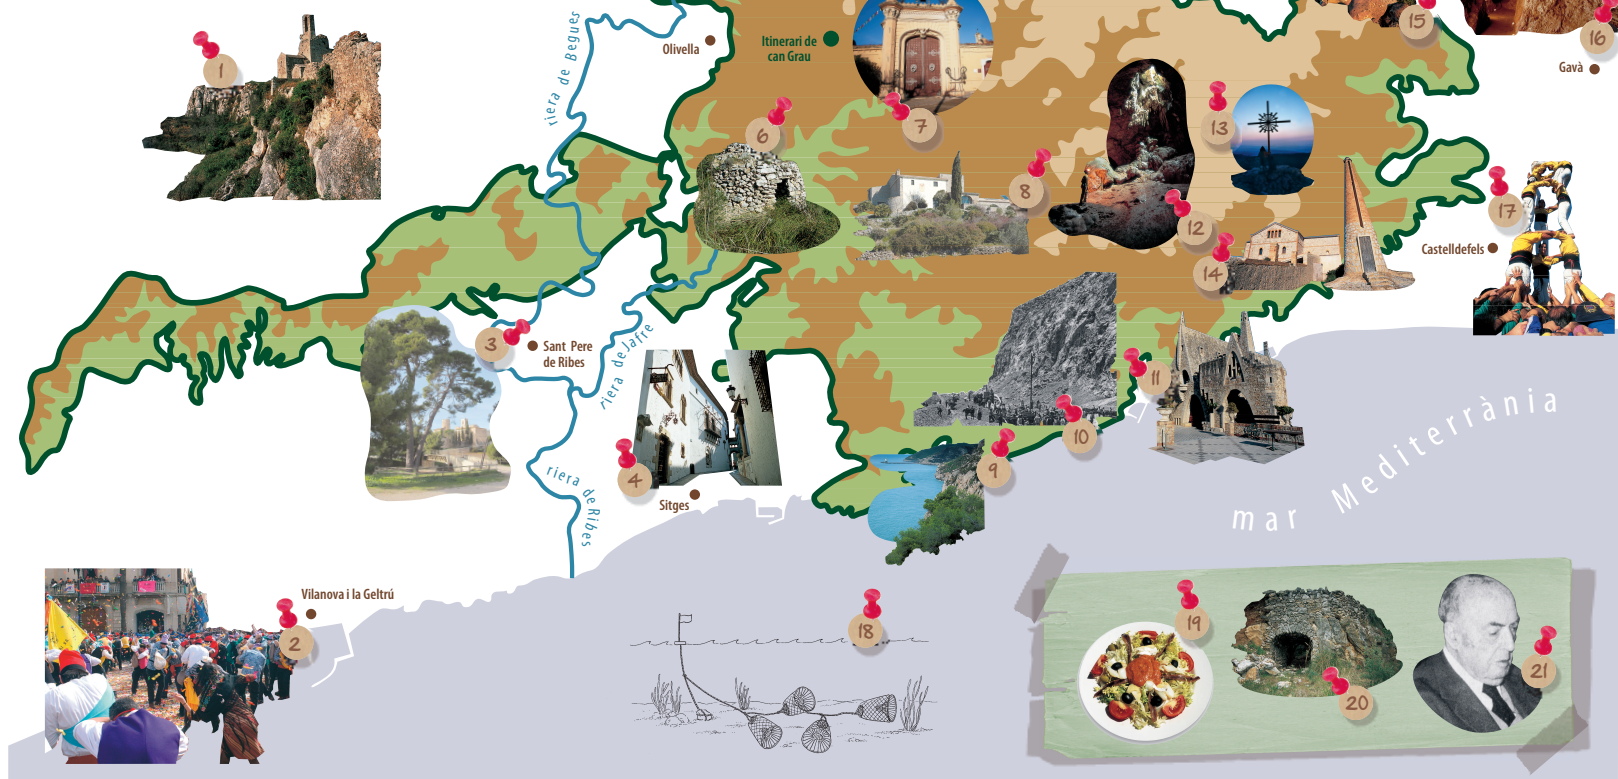 riera de Begues
Olivella
Itinerari de
can Grau
15
16
Gavà
1
6
7
13
8
12
17
Castelldefels
14
3
Sant Pere
de Ribes
riera de Jafre
11
10
9
4
Sitges
riera de Ribes
mar Mediterrània
Vilanova i la Geltrú
2
18
19
20
21